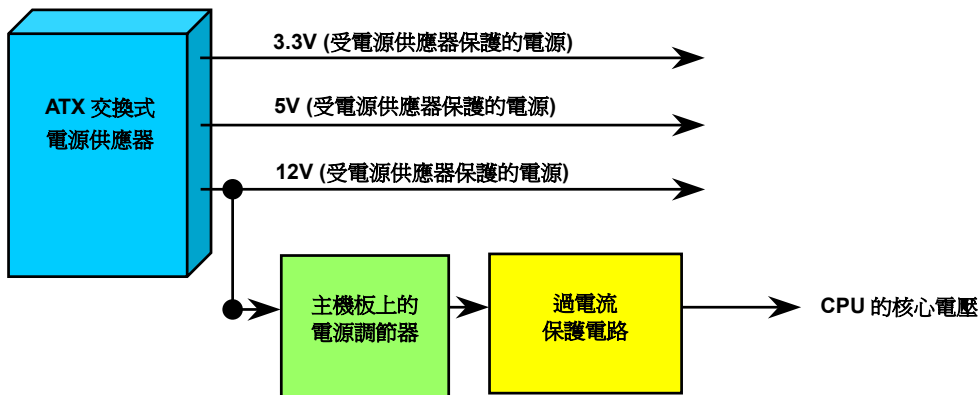 3.3V (受電源供應器保護的電源)
ATX 交換式
電源供應器
5V (受電源供應器保護的電源)
12V (受電源供應器保護的電源)
主機板上的
電源調節器
過電流
保護電路
CPU 的核心電壓